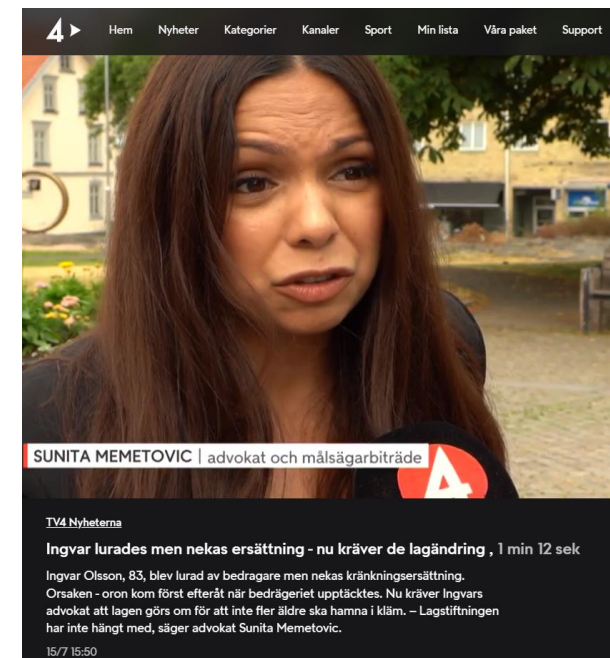 4
Hem Nyheter Kategorier Kanaler Sport Min lista Våra paket Support
SUNITA MEMETOVIC | advokat och målsägarbiträde
4
TV4 Nyheterna
Ingvar lurades men nekas ersättning - nu kräver de lagändring , 1 min 12 sek
Ingvar Olsson, 83, blev lurad av bedragare men nekas kränkningsersättning.
Orsaken - oron kom först efteråt när bedrägeriet upptäcktes. Nu kräver Ingvars
advokat att lagen görs om för att inte fler äldre ska hamna i kläm. – Lagstiftningen
har inte hängt med, säger advokat Sunita Memetovic.
15/7 15:50